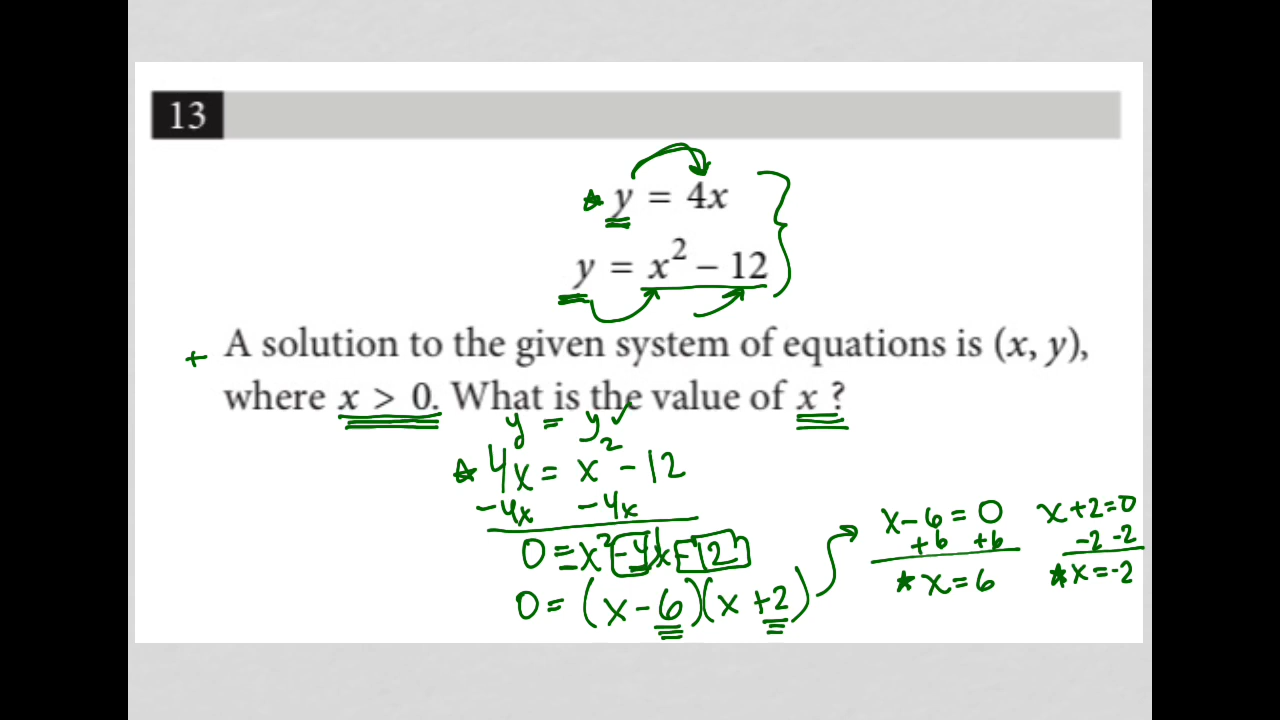 13
y = 4x
y = x² − 12
A solution to the given system of equations is (x, y),
where x > 0. What is the value of x ?
y = y
4x = x² - 12
-4x -4x
0 = x² - 4x - 12
0 = (x - 6)(x + 2)
x - 6 = 0
+6 +6
x = 6
x + 2 = 0
-2 -2
x = -2